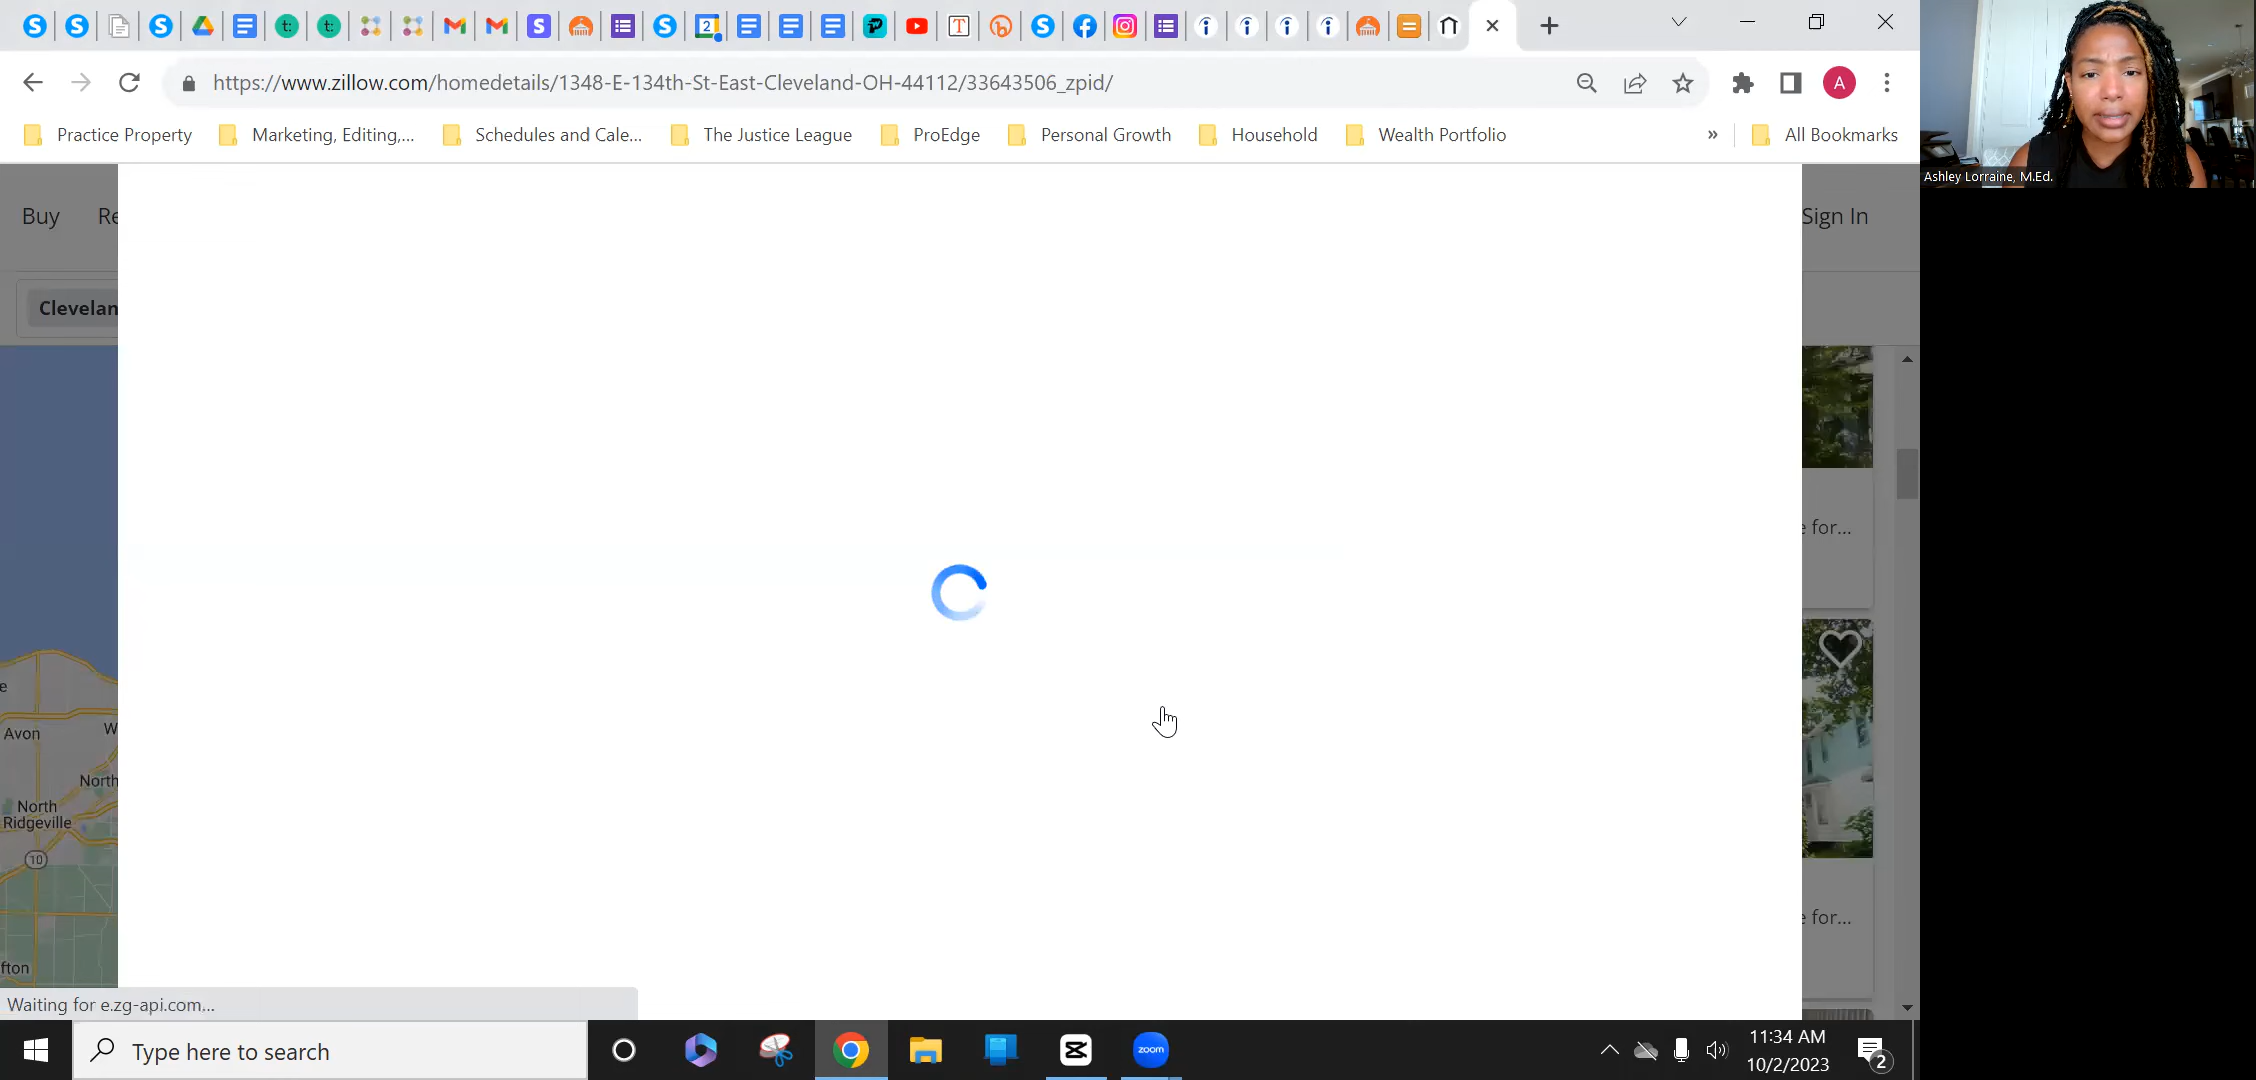 https://www.zillow.com/homedetails/1348-E-134th-St-East-Cleveland-OH-44112/33643506_zpid/
A
Practice Property
Marketing, Editing,...
Schedules and Cale...
The Justice League
ProEdge
Personal Growth
Household
Wealth Portfolio
»
All Bookmarks
Ashley Lorraine, M.Ed.
Buy
Re
Sign In
Clevelan
e for...
e
Avon
W
North
North
Ridgeville
10
e for...
fton
Waiting for e.zg-api.com...
Type here to search
zoom
11:34 AM
10/2/2023
2